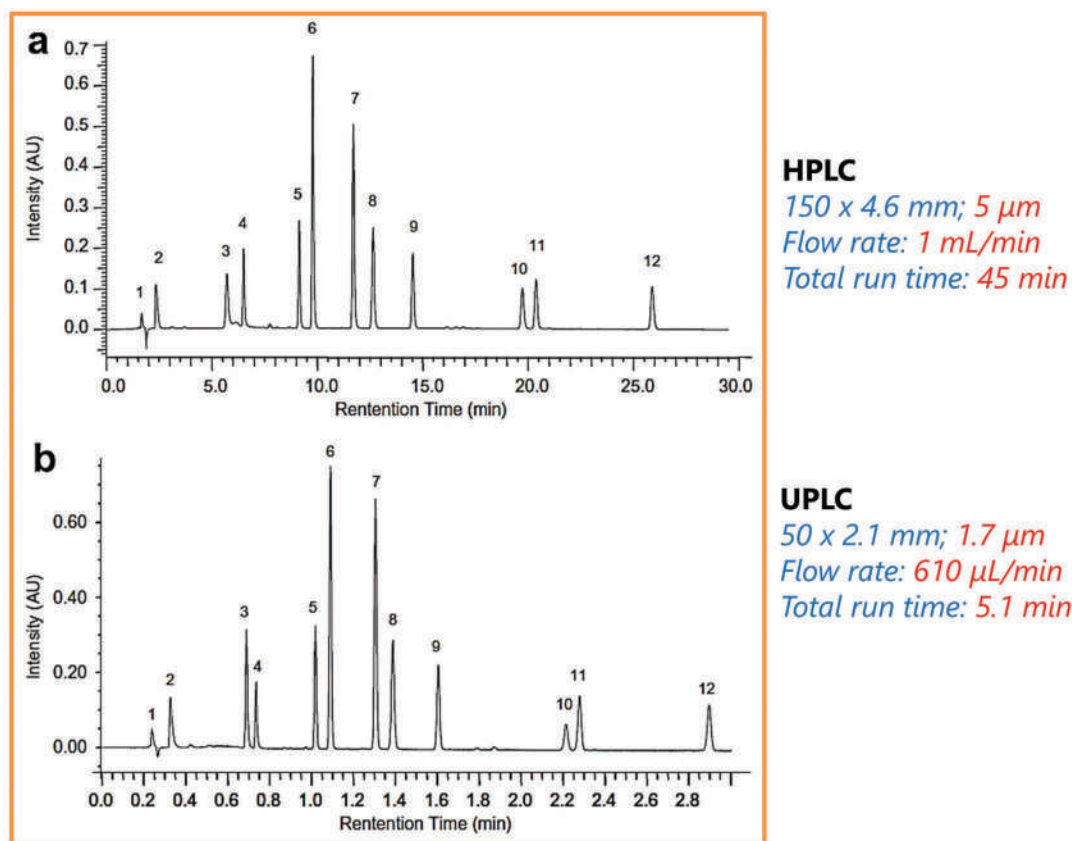 a
0.7
0.6
0.5
0.4
0.3
0.2
0.1
0.0
Intensity (AU)
1
2
3
4
5
6
7
8
9
10
11
12
0.0 5.0 10.0 15.0 20.0 25.0 30.0
Rentention Time (min)
HPLC
150 x 4.6 mm; 5 µm
Flow rate: 1 mL/min
Total run time: 45 min
b
0.60
0.40
0.20
0.00
Intensity (AU)
1
2
3
4
5
6
7
8
9
10
11
12
0.0 0.2 0.4 0.6 0.8 1.0 1.2 1.4 1.6 1.8 2.0 2.2 2.4 2.6 2.8
Rentention Time (min)
UPLC
50 x 2.1 mm; 1.7 µm
Flow rate: 610 µL/min
Total run time: 5.1 min